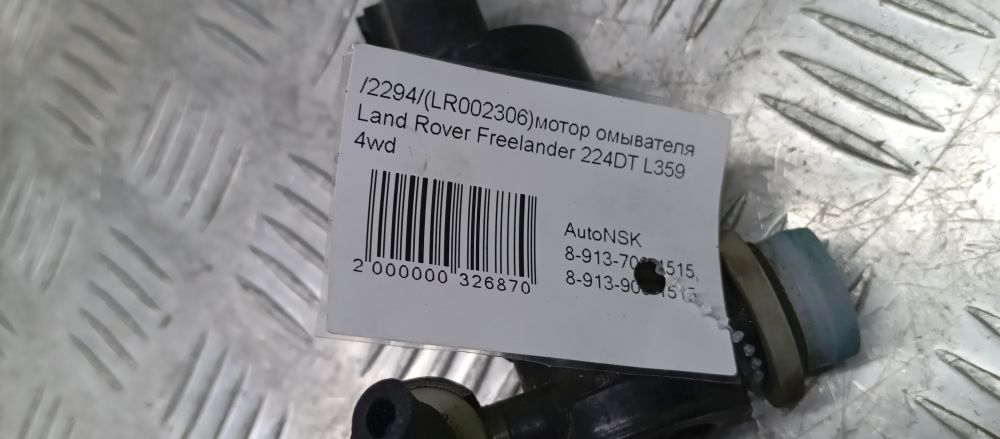 /2294/(LR002306)мотор омывателя
Land Rover Freelander 224DT L359
4wd
AutoNSK
2 000000 326870